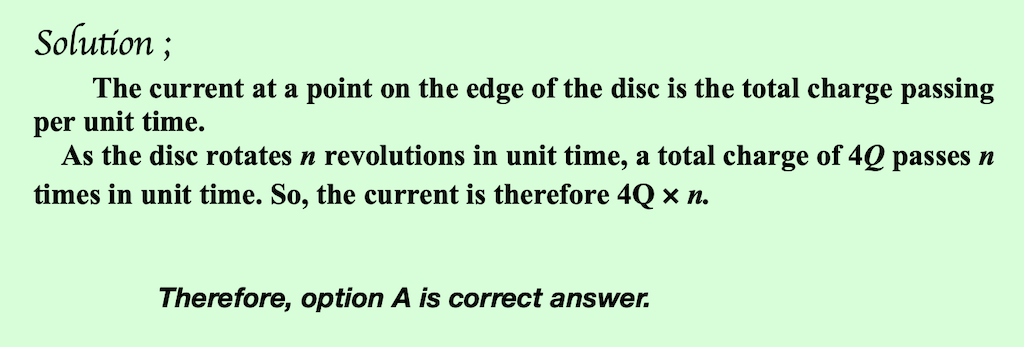 Solution ;
The current at a point on the edge of the disc is the total charge passing
per unit time.
As the disc rotates n revolutions in unit time, a total charge of 4Q passes n
times in unit time. So, the current is therefore 4Q × n.
Therefore, option A is correct answer.